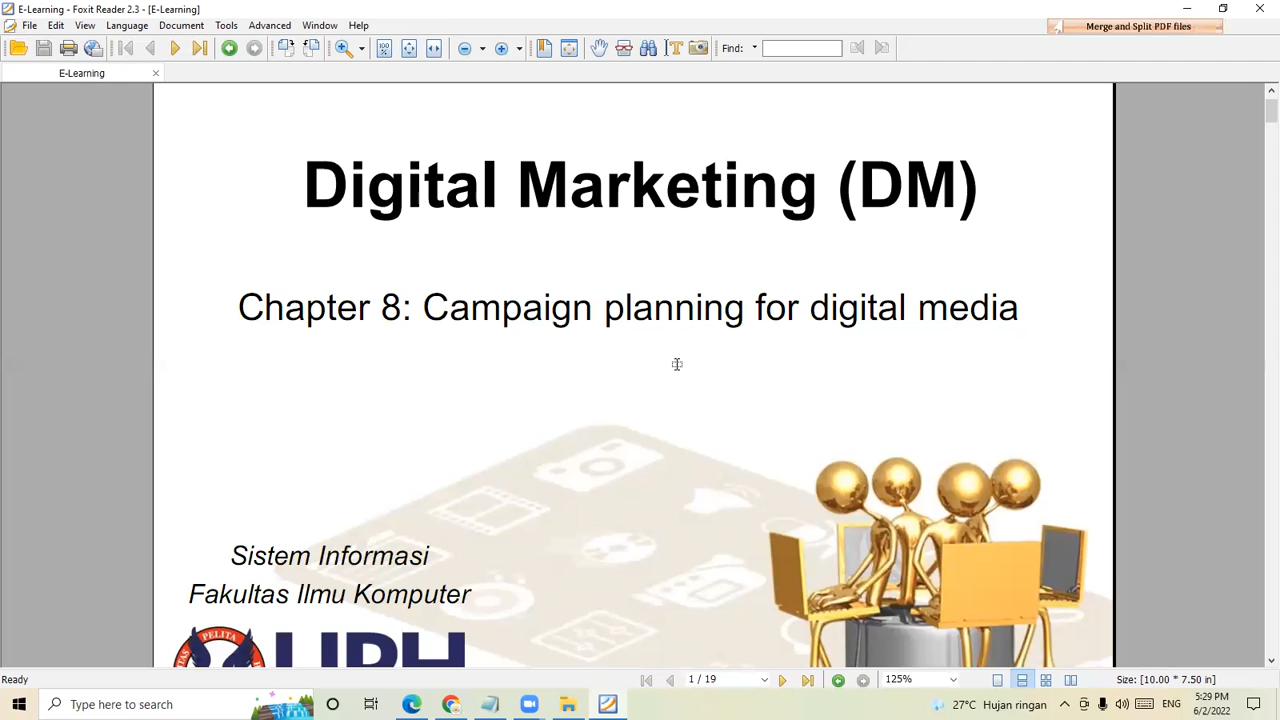 E-Learning - Foxit Reader 2.3 - [E-Learning]
File Edit View Language Document Tools Advanced Window Help
Merge and Split PDF files
Find:
E-Learning
Digital Marketing (DM)
Chapter 8: Campaign planning for digital media
Sistem Informasi
Fakultas Ilmu Komputer
PELITA
UPH
Ready
1 / 19
125%
Size: [10.00 * 7.50 in]
Type here to search
27°C Hujan ringan
ENG
5:29 PM
6/2/2022